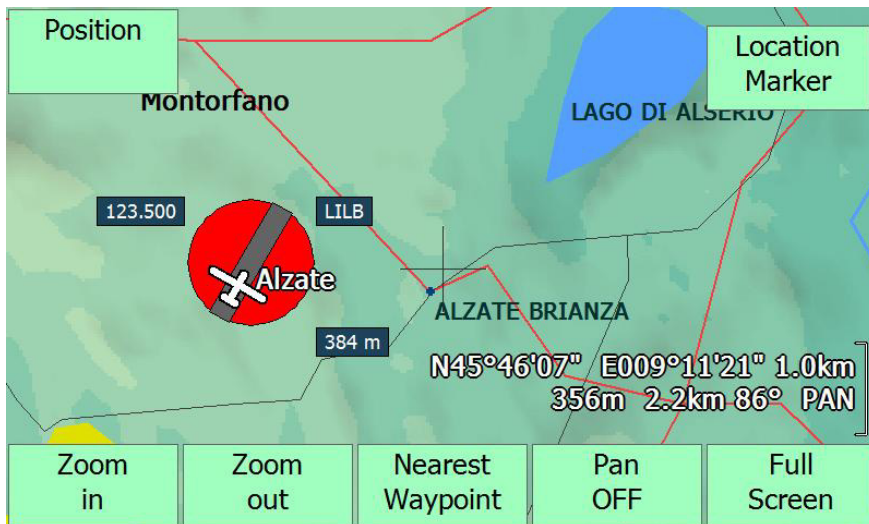 Position
Location
Marker
Montorfano
LAGO DI ALSERIO
123.500
LILB
Alzate
ALZATE BRIANZA
384 m
N45°46'07" E009°11'21" 1.0km
356m 2.2km 86° PAN
Zoom
in
Zoom
out
Nearest
Waypoint
Pan
OFF
Full
Screen